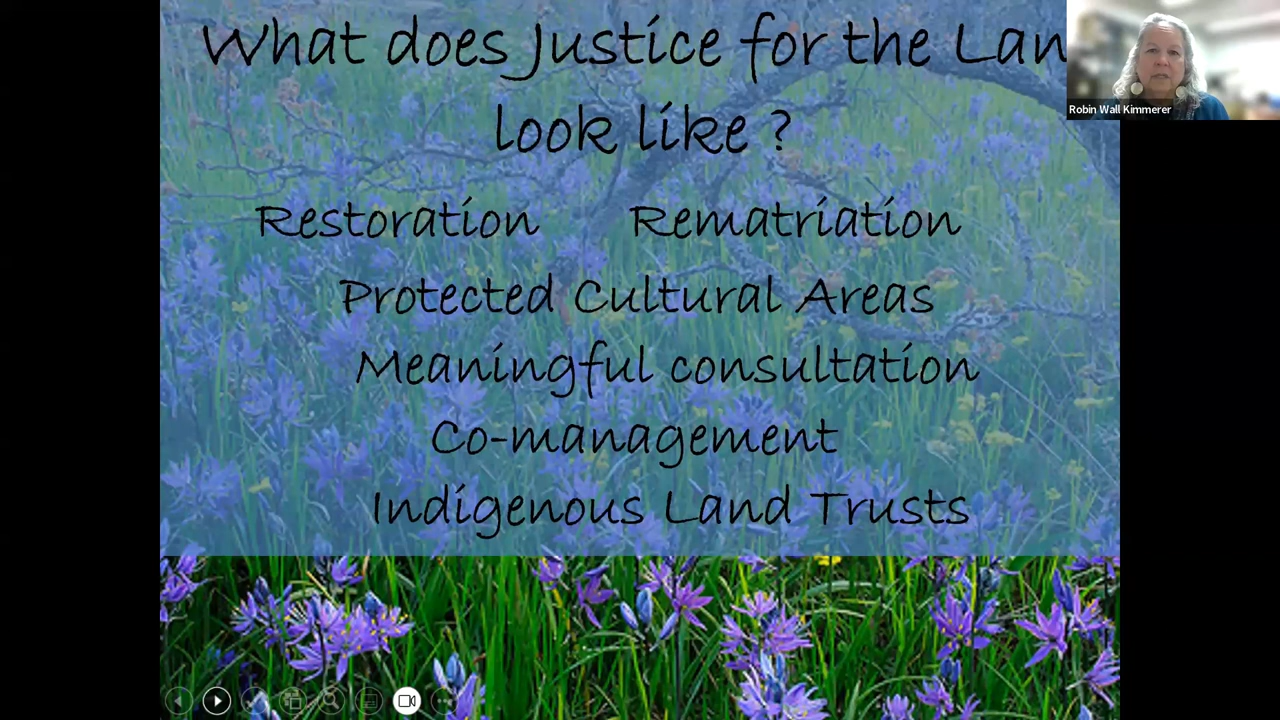 What does Justice for the Lan
look like ?
Robin Wall Kimmerer
Restoration Rematriation
Protected Cultural Areas
Meaningful consultation
Co-management
Indigenous Land Trusts